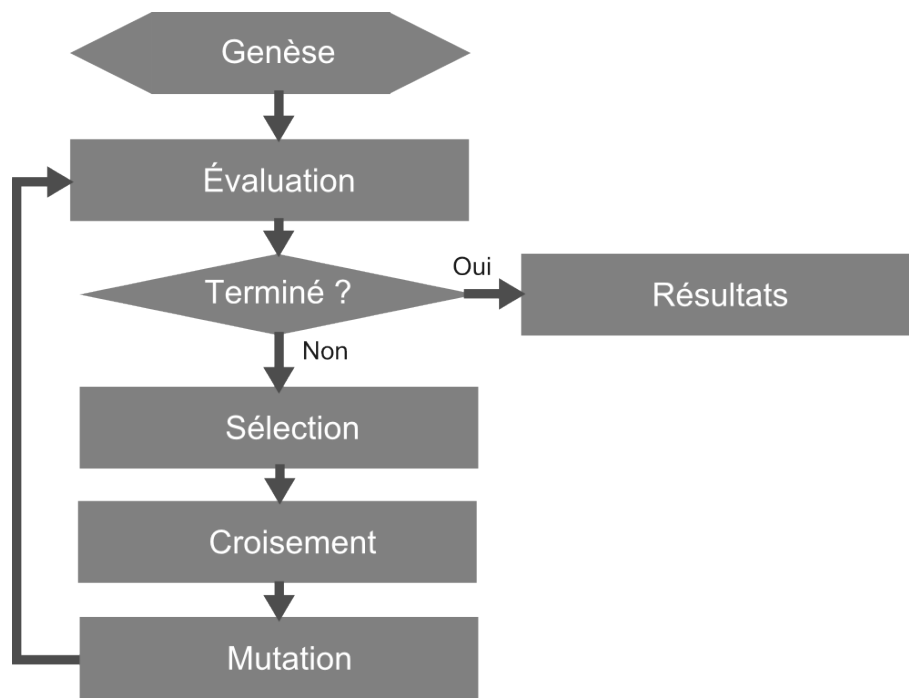 Genèse
Évaluation
Terminé ?
Oui
Résultats
Non
Sélection
Croisement
Mutation